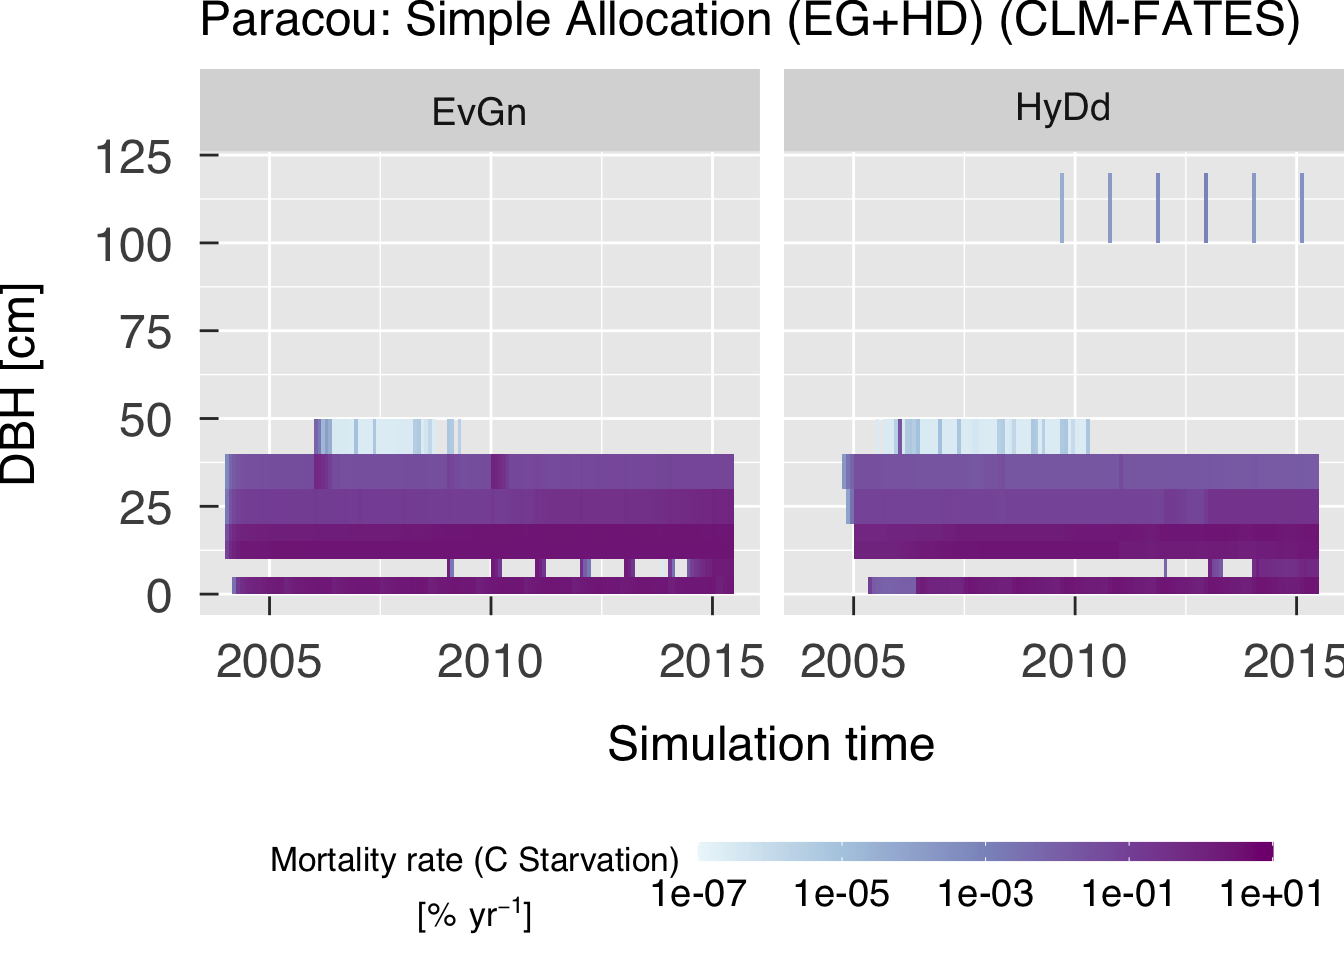 Paracou: Simple Allocation (EG+HD) (CLM-FATES)
EvGn
HyDd
DBH [cm]
125
100
75
50
25
0
2005 2010 2015
2005 2010 2015
Simulation time
Mortality rate (C Starvation)
[% yr⁻¹]
1e-07 1e-05 1e-03 1e-01 1e+01